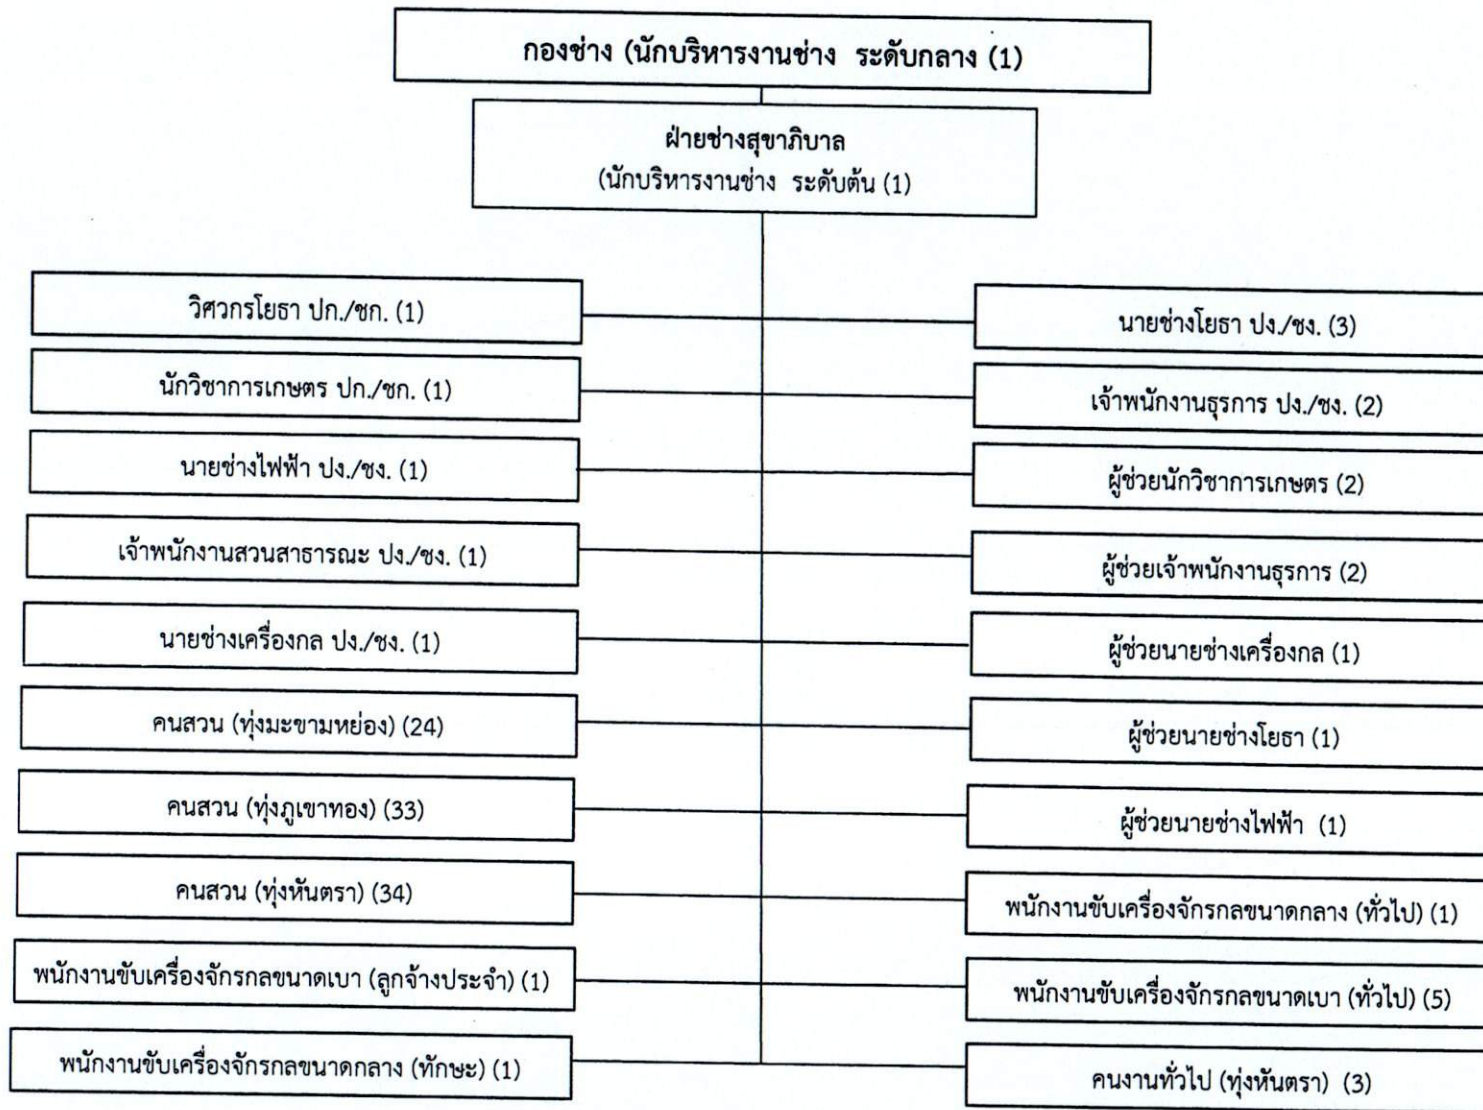 กองช่าง (นักบริหารงานช่าง ระดับกลาง (1)
ฝ่ายช่างสุขาภิบาล
(นักบริหารงานช่าง ระดับต้น (1)
วิศวกรโยธา ปก./ชก. (1)
นายช่างโยธา ปง./ชง. (3)
นักวิชาการเกษตร ปก./ชก. (1)
เจ้าพนักงานธุรการ ปง./ชง. (2)
นายช่างไฟฟ้า ปง./ชง. (1)
ผู้ช่วยนักวิชาการเกษตร (2)
เจ้าพนักงานสวนสาธารณะ ปง./ชง. (1)
ผู้ช่วยเจ้าพนักงานธุรการ (2)
นายช่างเครื่องกล ปง./ชง. (1)
ผู้ช่วยนายช่างเครื่องกล (1)
คนสวน (ทุ่งมะขามหย่อง) (24)
ผู้ช่วยนายช่างโยธา (1)
คนสวน (ทุ่งภูเขาทอง) (33)
ผู้ช่วยนายช่างไฟฟ้า (1)
คนสวน (ทุ่งหันตรา) (34)
พนักงานขับเครื่องจักรกลขนาดกลาง (ทั่วไป) (1)
พนักงานขับเครื่องจักรกลขนาดเบา (ลูกจ้างประจำ) (1)
พนักงานขับเครื่องจักรกลขนาดเบา (ทั่วไป) (5)
พนักงานขับเครื่องจักรกลขนาดกลาง (ทักษะ) (1)
คนงานทั่วไป (ทุ่งหันตรา) (3)